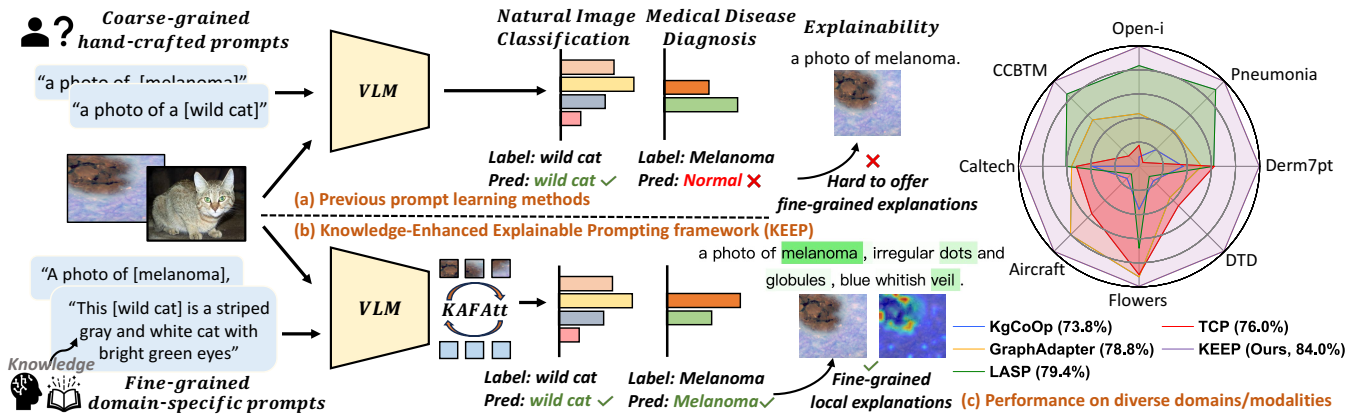 Coarse-grained
hand-crafted prompts
?
"a photo of [melanoma]"
"a photo of a [wild cat]"
VLM
Natural Image
Classification
Medical Disease
Diagnosis
Explainability
a photo of melanoma.
Label: wild cat
Pred: wild cat ✓
Label: Melanoma
Pred: Normal ✗
✗
Hard to offer
fine-grained explanations
(a) Previous prompt learning methods
(b) Knowledge-Enhanced Explainable Prompting framework (KEEP)
"A photo of [melanoma],
"This [wild cat] is a striped
gray and white cat with
bright green eyes"
Knowledge
Fine-grained
domain-specific prompts
VLM
KAFAtt
Label: wild cat
Pred: wild cat ✓
Label: Melanoma
Pred: Melanoma ✓
a photo of melanoma , irregular dots and
globules , blue whitish veil .
✓
Fine-grained
local explanations
Open-i
CCBTM
Pneumonia
Caltech
Derm7pt
Aircraft
DTD
Flowers
KgCoOp (73.8%)
TCP (76.0%)
GraphAdapter (78.8%)
KEEP (Ours, 84.0%)
LASP (79.4%)
(c) Performance on diverse domains/modalities